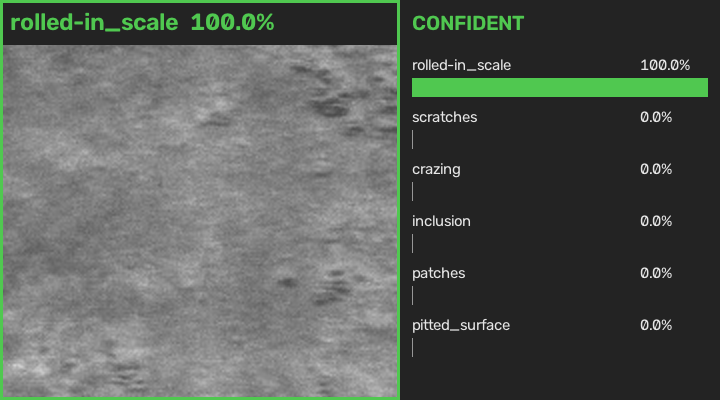 rolled-in_scale 100.0%
CONFIDENT
rolled-in_scale 100.0%
scratches 0.0%
crazing 0.0%
inclusion 0.0%
patches 0.0%
pitted_surface 0.0%